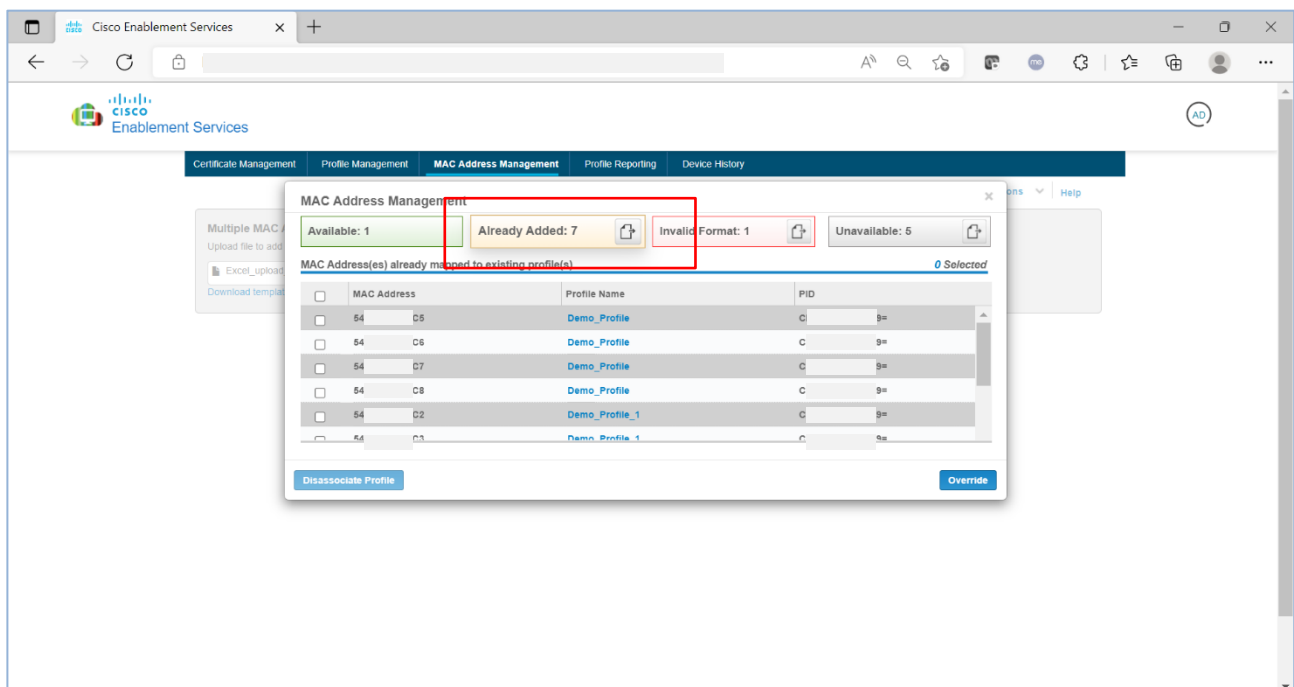 Cisco Enablement Services
CISCO
Enablement Services
AD
Certificate Management Profile Management MAC Address Management Profile Reporting Device History
ons Help
MAC Address Management
Multiple MAC
Upload file to add
Excel_upload
Download templat
Available: 1 Already Added: 7 Invalid Format: 1 Unavailable: 5
MAC Address(es) already mapped to existing profile(s) 0 Selected
MAC Address Profile Name PID
54 C5 Demo_Profile C 9=
54 C6 Demo_Profile C 9=
54 C7 Demo_Profile C 9=
54 C8 Demo_Profile C 9=
54 C2 Demo_Profile_1 C 9=
54 C3 Demo_Profile_1 C 9=
Disassociate Profile Override